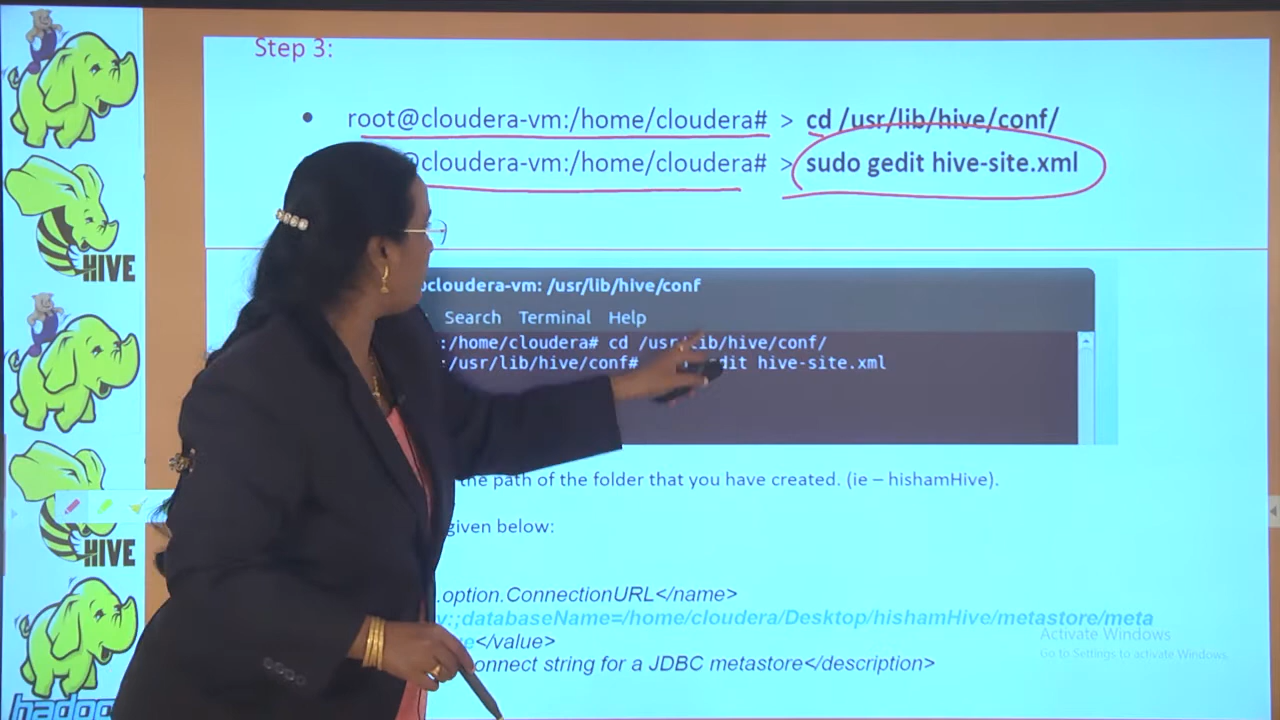 Step 3:
root@cloudera-vm:/home/cloudera# > cd /usr/lib/hive/conf/
@cloudera-vm:/home/cloudera# > sudo gedit hive-site.xml
cloudera-vm: /usr/lib/hive/conf
Search Terminal Help
:/home/cloudera# cd /usr/lib/hive/conf/
:/usr/lib/hive/conf# dit hive-site.xml
the path of the folder that you have created. (ie – hishamHive).
given below:
.option.ConnectionURL</name>
:;databaseName=/home/cloudera/Desktop/hishamHive/metastore/meta
</value>
onnect string for a JDBC metastore</description>
Activate Windows
Go to Settings to activate Windows.
HIVE
HIVE
hadoo